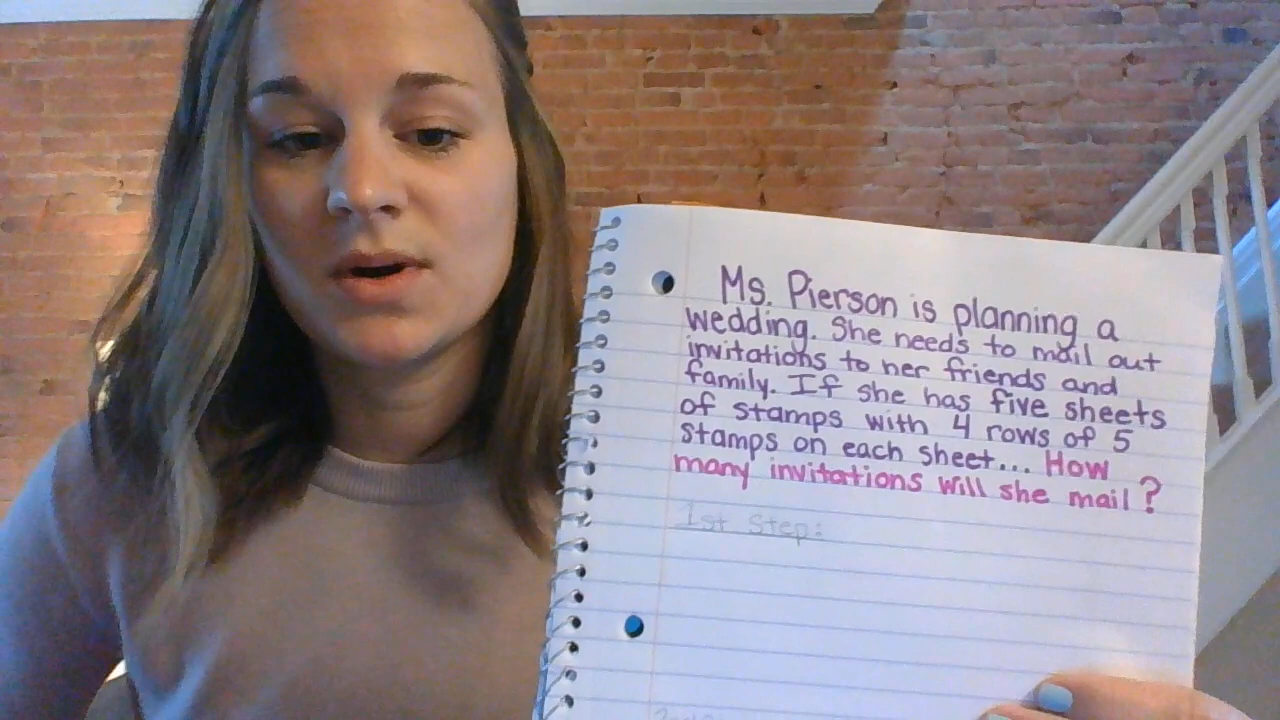 Ms. Pierson is planning a
wedding. She needs to mail out
invitations to her friends and
family. If she has five sheets
of stamps with 4 rows of 5
stamps on each sheet... How
many invitations will she mail?
1st Step: